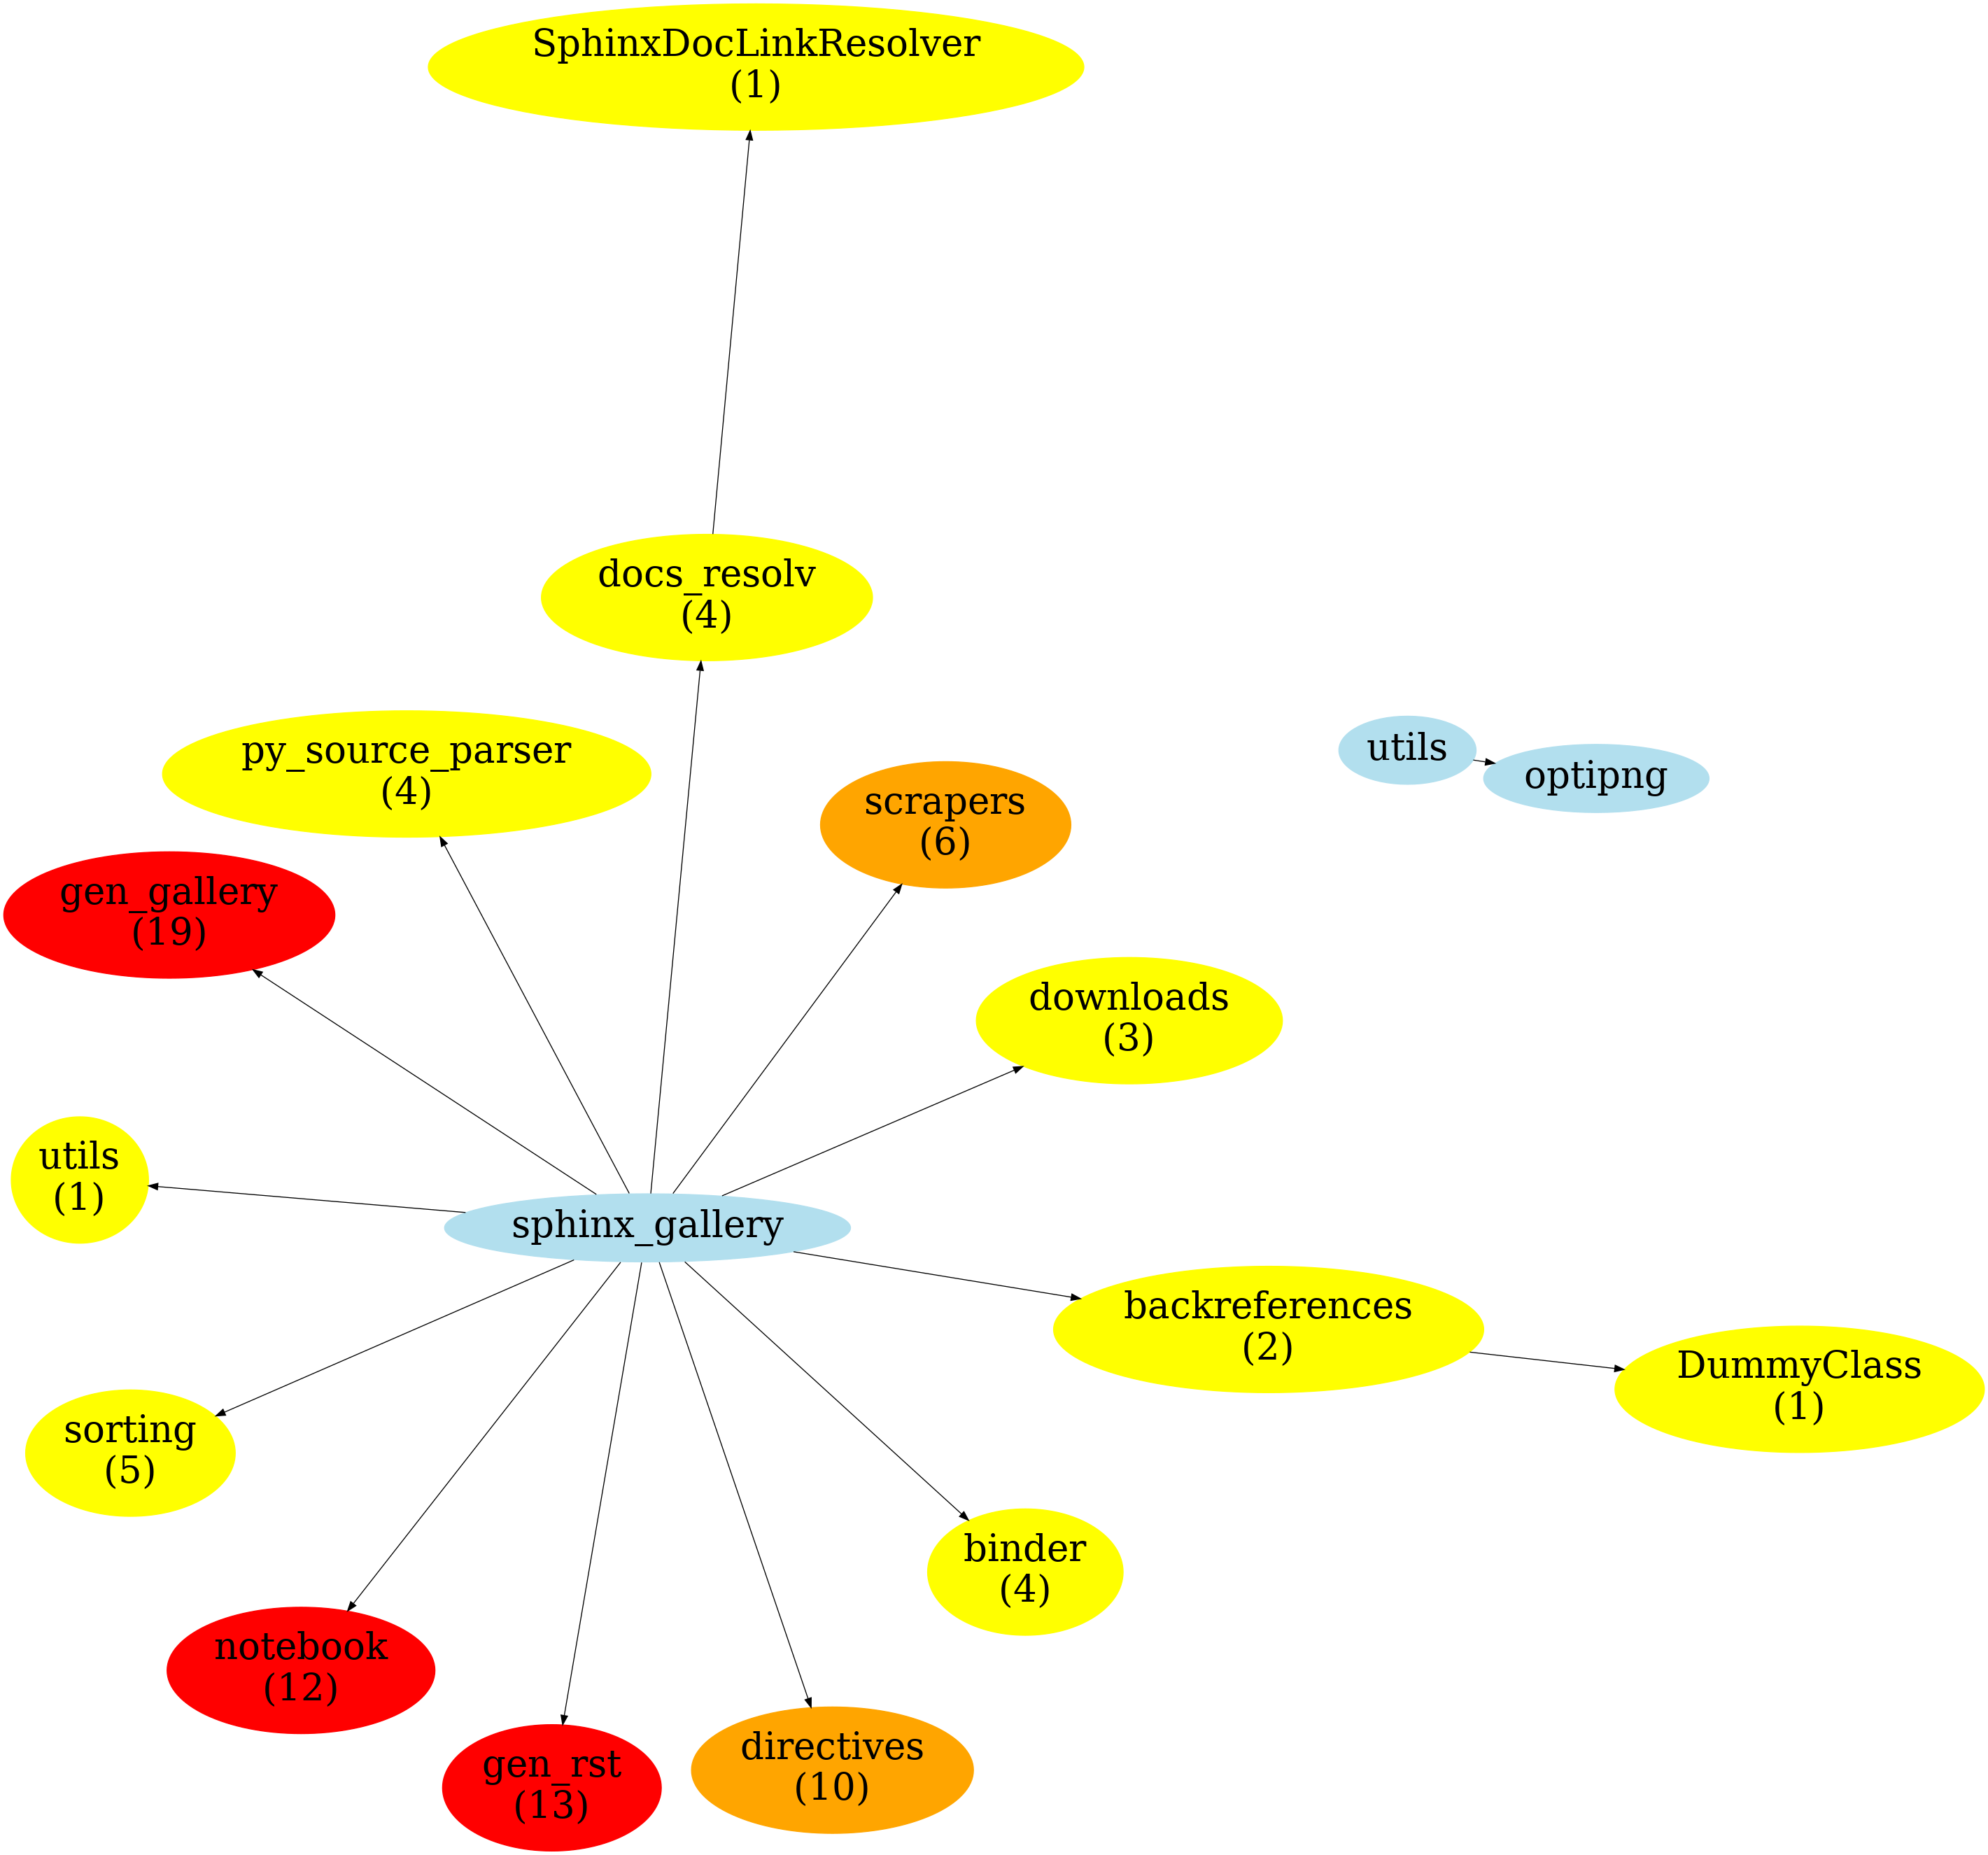 SphinxDocLinkResolver
(1)
docs_resolv
(4)
py_source_parser
(4)
utils
optipng
scrapers
(6)
gen_gallery
(19)
downloads
(3)
utils
(1)
sphinx_gallery
backreferences
(2)
DummyClass
(1)
sorting
(5)
binder
(4)
notebook
(12)
gen_rst
(13)
directives
(10)